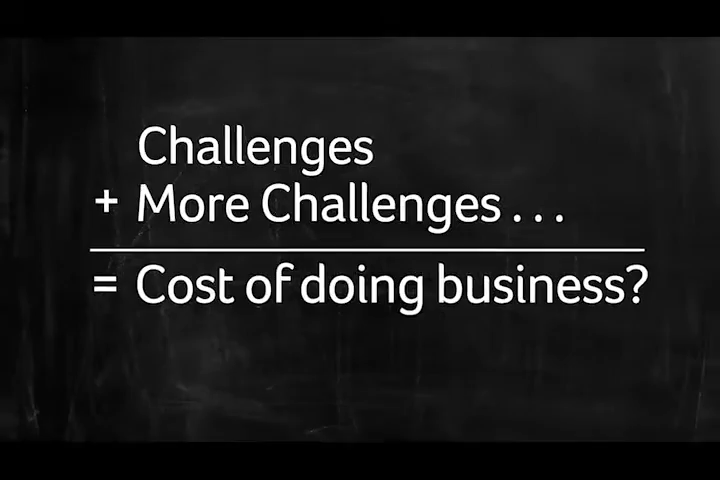 Challenges
+ More Challenges...
= Cost of doing business?